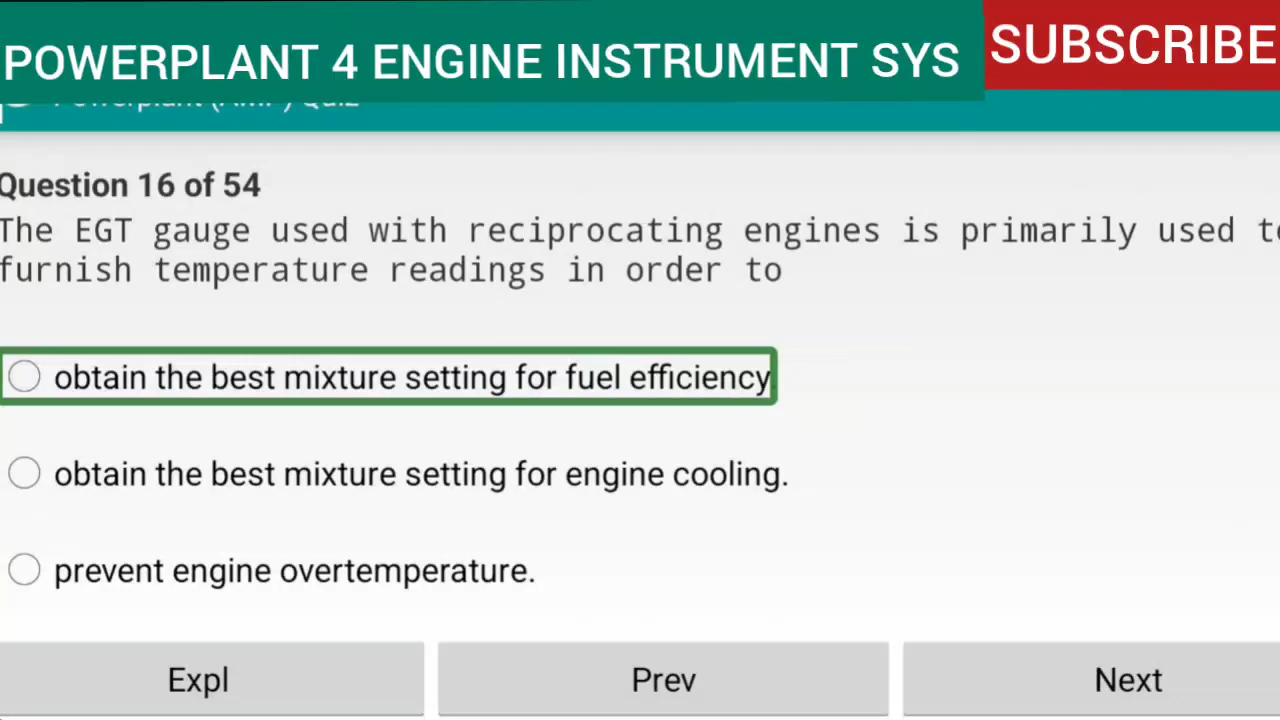 POWERPLANT 4 ENGINE INSTRUMENT SYS
SUBSCRIBE
Question 16 of 54
The EGT gauge used with reciprocating engines is primarily used to
furnish temperature readings in order to
obtain the best mixture setting for fuel efficiency
obtain the best mixture setting for engine cooling.
prevent engine overtemperature.
Expl
Prev
Next